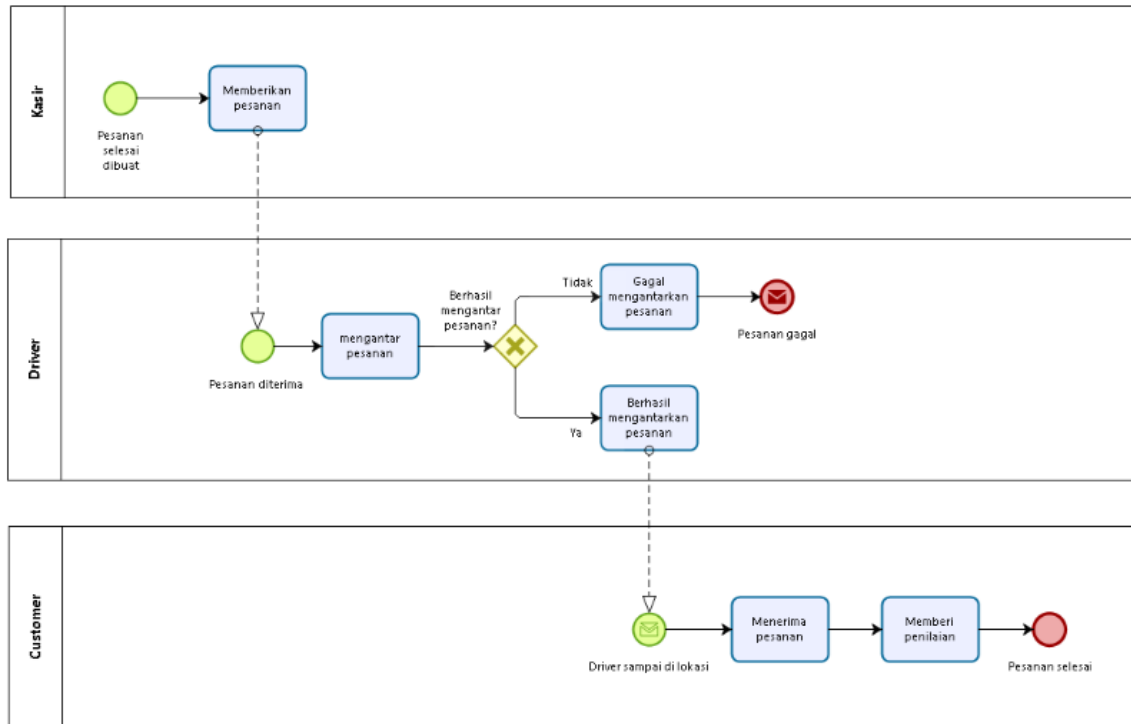 Kasir
Memberikan
pesanan
Pesanan
selesai
dibuat
Driver
Pesanan diterima
mengantar
pesanan
Berhasil
mengantar
pesanan?
Tidak
Gagal
mengantarkan
pesanan
Pesanan gagal
Ya
Berhasil
mengantarkan
pesanan
Customer
Driver sampai di lokasi
Menerima
pesanan
Memberi
penilaian
Pesanan selesai